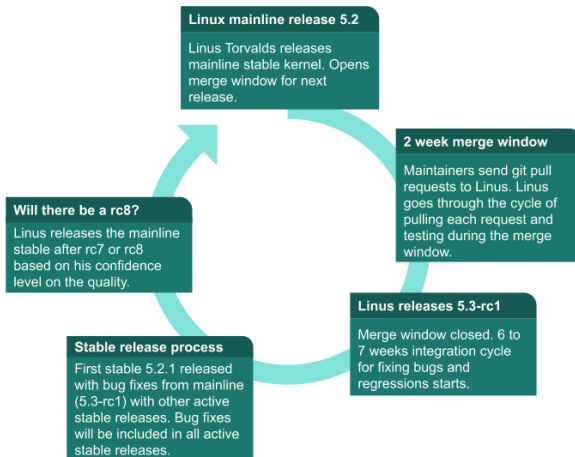 Linux mainline release 5.2
Linus Torvalds releases
mainline stable kernel. Opens
merge window for next
release.
2 week merge window
Maintainers send git pull
requests to Linus. Linus
goes through the cycle of
pulling each request and
testing during the merge
window.
Linus releases 5.3-rc1
Merge window closed. 6 to
7 weeks integration cycle
for fixing bugs and
regressions starts.
Stable release process
First stable 5.2.1 released
with bug fixes from mainline
(5.3-rc1) with other active
stable releases. Bug fixes
will be included in all active
stable releases.
Will there be a rc8?
Linus releases the mainline
stable after rc7 or rc8
based on his confidence
level on the quality.